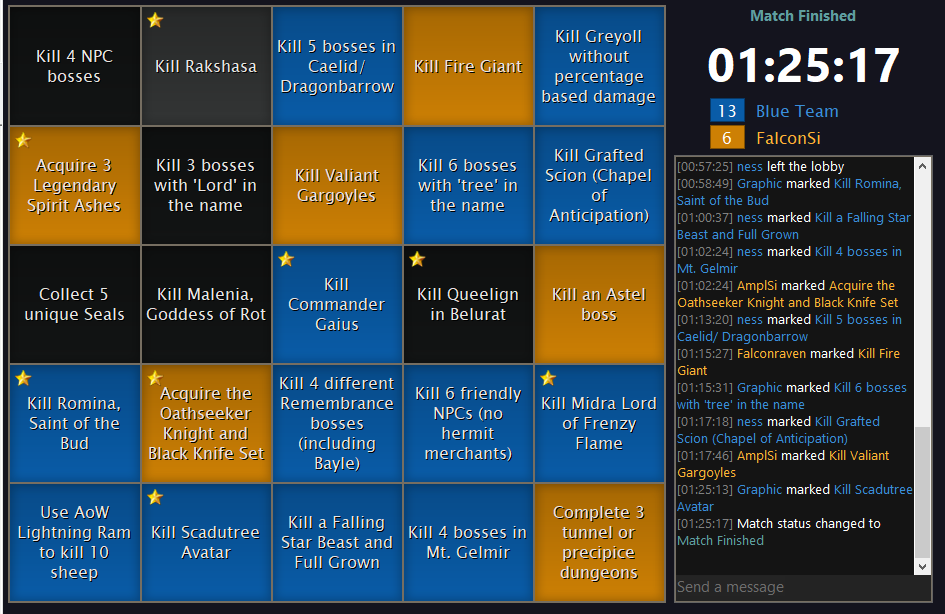 Kill 4 NPC
bosses
Kill Rakshasa
Kill 5 bosses in
Caelid/
Dragonbarrow
Kill Fire Giant
Kill Greyoll
without
percentage
based damage
Acquire 3
Legendary
Spirit Ashes
Kill 3 bosses
with 'Lord' in
the name
Kill Valiant
Gargoyles
Kill 6 bosses
with 'tree' in
the name
Kill Grafted
Scion (Chapel
of
Anticipation)
Collect 5
unique Seals
Kill Malenia,
Goddess of Rot
Kill
Commander
Gaius
Kill Queelign
in Belurat
Kill an Astel
boss
Kill Romina,
Saint of the
Bud
Acquire the
Oathseeker
Knight and
Black Knife Set
Kill 4 different
Remembrance
bosses
(including
Bayle)
Kill 6 friendly
NPCs (no
hermit
merchants)
Kill Midra Lord
of Frenzy
Flame
Use AoW
Lightning Ram
to kill 10
sheep
Kill Scadutree
Avatar
Kill a Falling
Star Beast and
Full Grown
Kill 4 bosses in
Mt. Gelmir
Complete 3
tunnel or
precipice
dungeons
Match Finished
01:25:17
13 Blue Team
6 FalconSi
[00:57:25] ness left the lobby
[00:58:49] Graphic marked Kill Romina,
Saint of the Bud
[01:00:37] ness marked Kill a Falling Star
Beast and Full Grown
[01:02:24] ness marked Kill 4 bosses in
Mt. Gelmir
[01:02:24] AmplSi marked Acquire the
Oathseeker Knight and Black Knife Set
[01:13:20] ness marked Kill 5 bosses in
Caelid/ Dragonbarrow
[01:15:27] Falconraven marked Kill Fire
Giant
[01:15:31] Graphic marked Kill 6 bosses
with 'tree' in the name
[01:17:18] ness marked Kill Grafted
Scion (Chapel of Anticipation)
[01:17:46] AmplSi marked Kill Valiant
Gargoyles
[01:25:13] Graphic marked Kill Scadutree
Avatar
[01:25:17] Match status changed to
Match Finished
Send a message